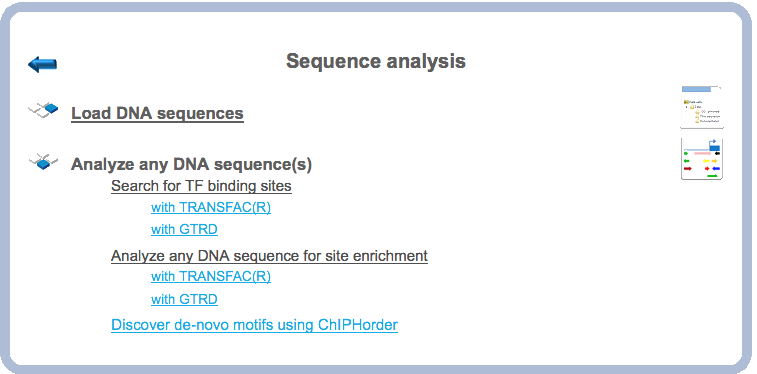 Sequence analysis
Load DNA sequences
Analyze any DNA sequence(s)
Search for TF binding sites
with TRANSFAC(R)
with GTRD
Analyze any DNA sequence for site enrichment
with TRANSFAC(R)
with GTRD
Discover de-novo motifs using ChIPHorder